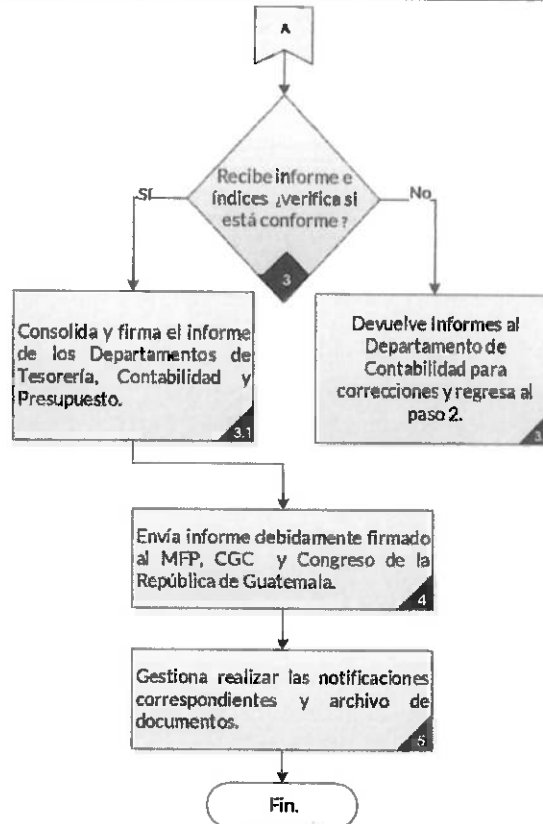 A
Recibe informe e
índices ¿verifica si
está conforme?
Sí
No
3
Consolida y firma el informe
de los Departamentos de
Tesorería, Contabilidad y
Presupuesto.
3.1
Devuelve Informes al
Departamento de
Contabilidad para
correcciones y regresa al
paso 2.
3.
Envía informe debidamente firmado
al MFP, CGC y Congreso de la
República de Guatemala.
4
Gestiona realizar las notificaciones
correspondientes y archivo de
documentos.
5
Fin.